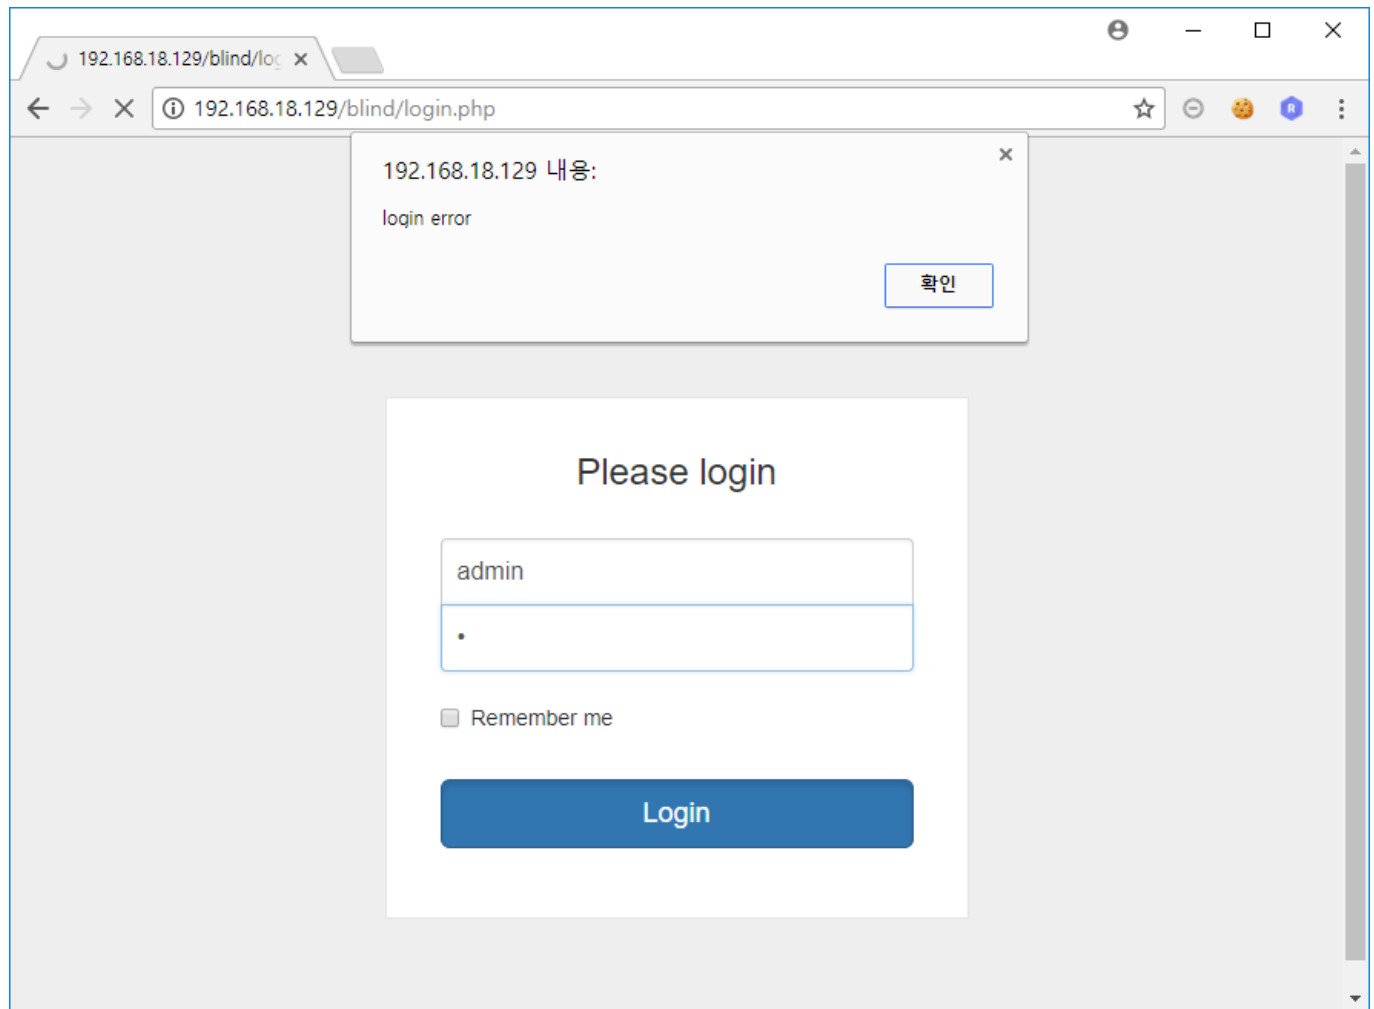 192.168.18.129/blind/log
192.168.18.129/blind/login.php
192.168.18.129 내용:
login error
확인
Please login
admin
•
Remember me
Login